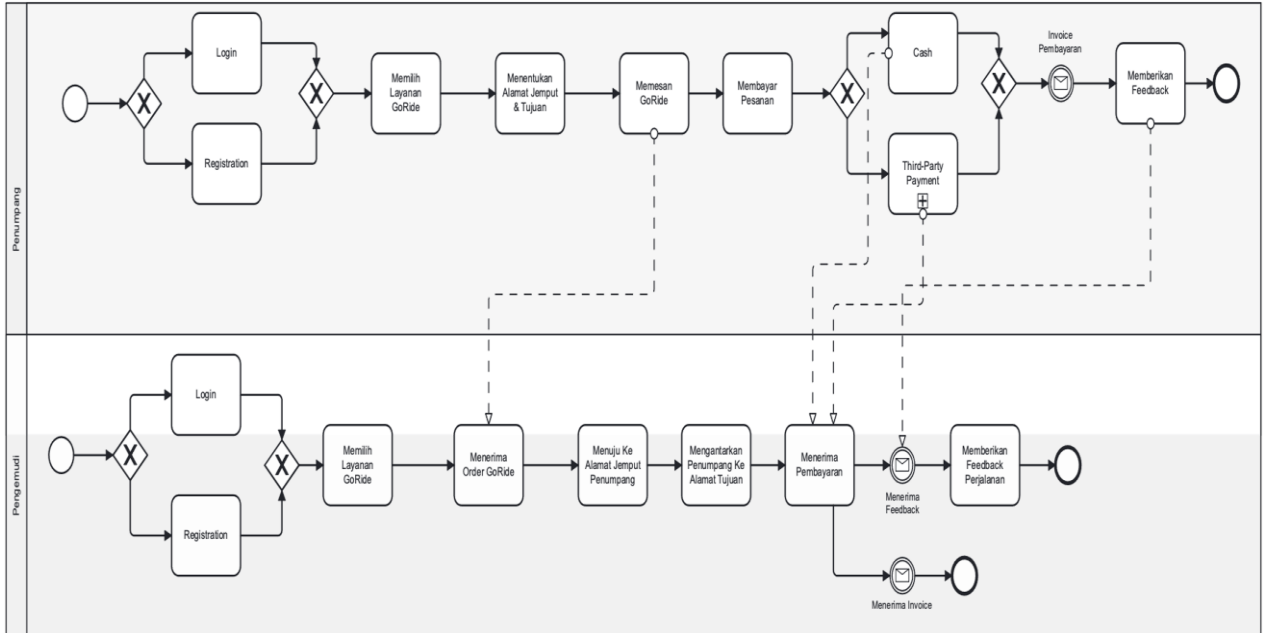 Penumpang
Login
Registration
Memilih
Layanan
GoRide
Menentukan
Alamat Jemput
& Tujuan
Memesan
GoRide
Membayar
Pesanan
Cash
Third-Party
Payment
Invoice
Pembayaran
Memberikan
Feedback
Pengemudi
Login
Registration
Memilih
Layanan
GoRide
Menerima
Order GoRide
Menuju Ke
Alamat Jemput
Penumpang
Mengantarkan
Penumpang Ke
Alamat Tujuan
Menerima
Pembayaran
Menerima
Feedback
Memberikan
Feedback
Perjalanan
Menerima Invoice